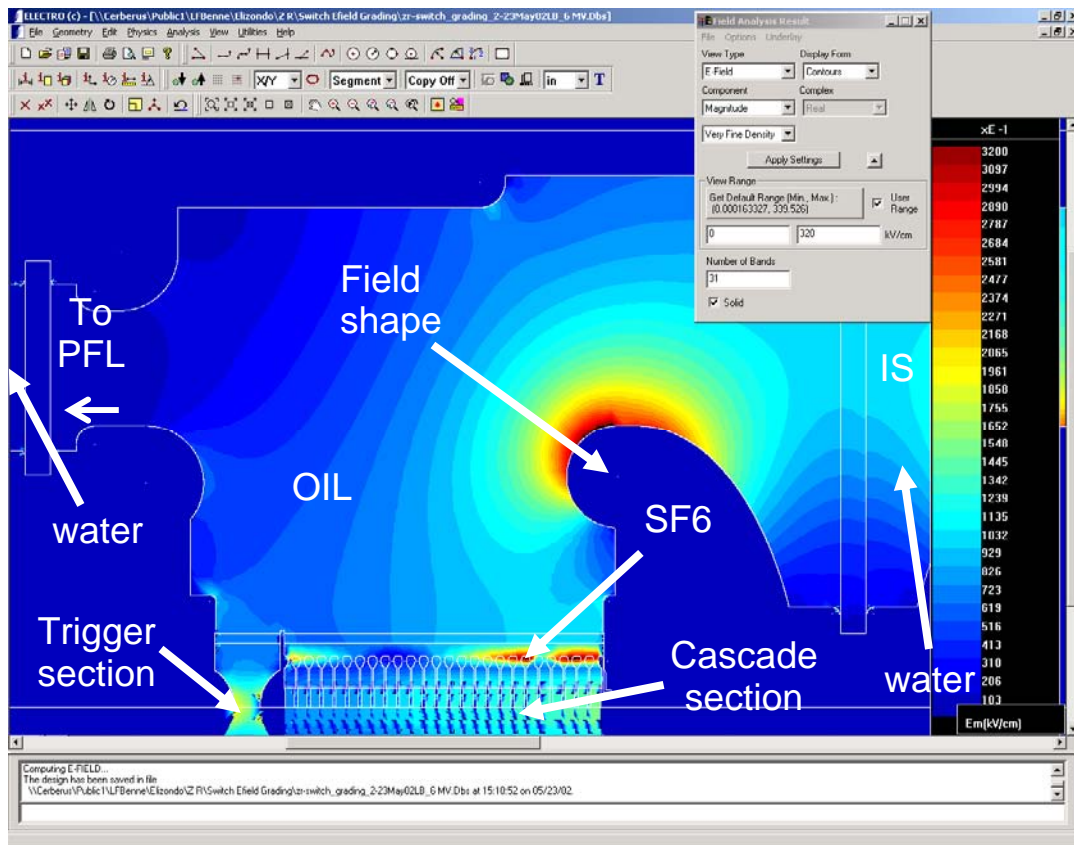 ELECTRO (c) - [\\Cerberus\Public1\LFBenne\Elizondo\Z R\Switch Efield Grading\zr-switch_grading_2-23May02LB_6 MV.Dbs]
File Geometry Edit Physics Analysis View Utilities Help
X/Y Segment Copy Off in T
Field Analysis Result
File Options Underlay
View Type Display Form
E-Field Contours
Component Complex
Magnitude Real
Very Fine Density
Apply Settings
View Range
Get Default Range (Min., Max.) :
(0.000163327, 339.526)
User
Range
0 320 kV/cm
Number of Bands
31
Solid
xE -1
3200
3097
2994
2890
2787
2684
2581
2477
2374
2271
2168
2065
1961
1858
1755
1652
1548
1445
1342
1239
1135
1032
929
826
723
619
516
413
310
206
103
Em(kV/cm)
To
PFL
Field
shape
IS
OIL
SF6
water
Trigger
section
Cascade
section
water
Computing E-FIELD...
The design has been saved in file
\\Cerberus\Public1\LFBenne\Elizondo\Z R\Switch Efield Grading\zr-switch_grading_2-23May02LB_6 MV.Dbs at 15:10:52 on 05/23/02.